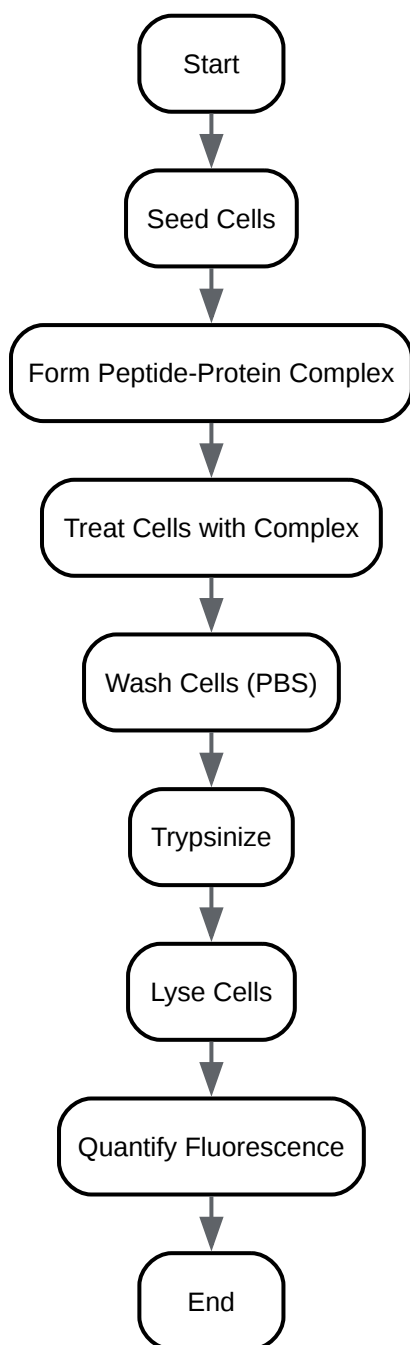 Start
Seed Cells
Form Peptide-Protein Complex
Treat Cells with Complex
Wash Cells (PBS)
Trypsinize
Lyse Cells
Quantify Fluorescence
End